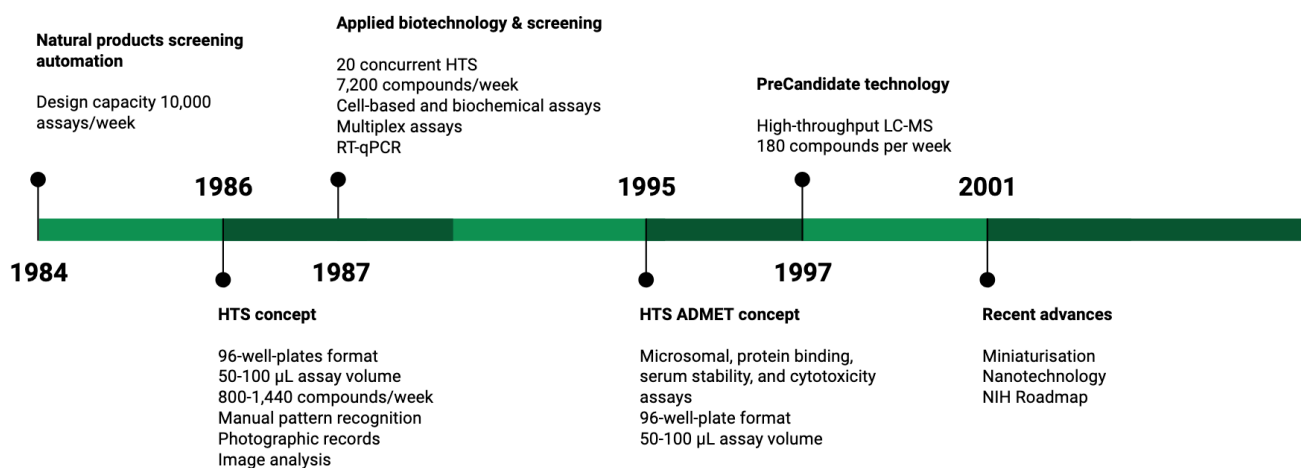 Natural products screening
automation
Design capacity 10,000
assays/week
1984
1986
HTS concept
96-well-plates format
50-100 µL assay volume
800-1,440 compounds/week
Manual pattern recognition
Photographic records
Image analysis
Applied biotechnology & screening
20 concurrent HTS
7,200 compounds/week
Cell-based and biochemical assays
Multiplex assays
RT-qPCR
1987
1995
HTS ADMET concept
Microsomal, protein binding,
serum stability, and cytotoxicity
assays
96-well-plate format
50-100 µL assay volume
PreCandidate technology
High-throughput LC-MS
180 compounds per week
1997
2001
Recent advances
Miniaturisation
Nanotechnology
NIH Roadmap